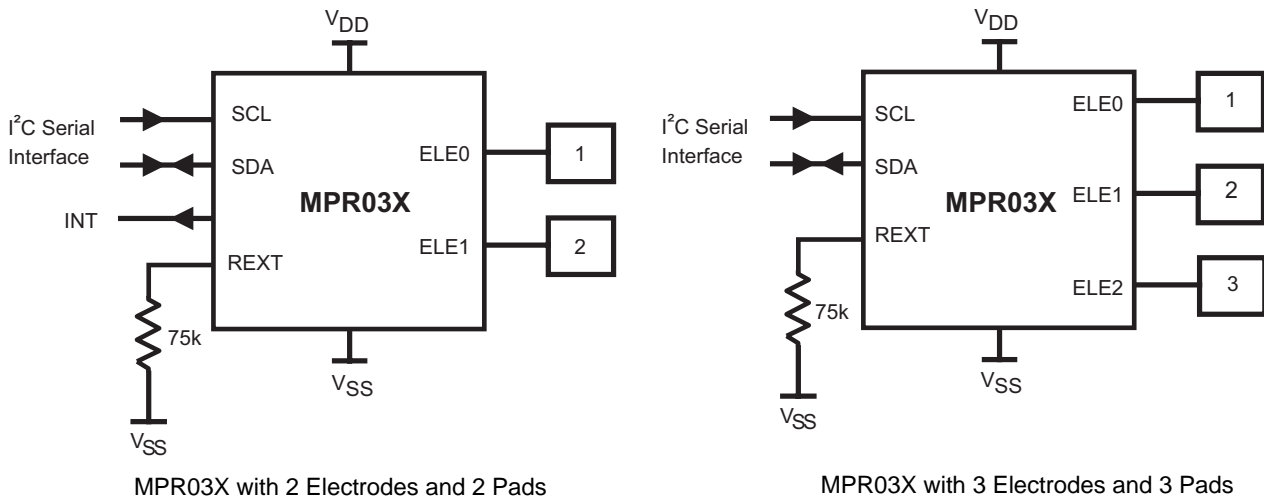 VDD
I²C Serial
Interface
SCL
SDA
INT
REXT
ELE0
ELE1
MPR03X
1
2
75k
VSS
VSS
MPR03X with 2 Electrodes and 2 Pads
VDD
I²C Serial
Interface
SCL
SDA
REXT
ELE0
ELE1
ELE2
MPR03X
1
2
3
75k
VSS
VSS
MPR03X with 3 Electrodes and 3 Pads